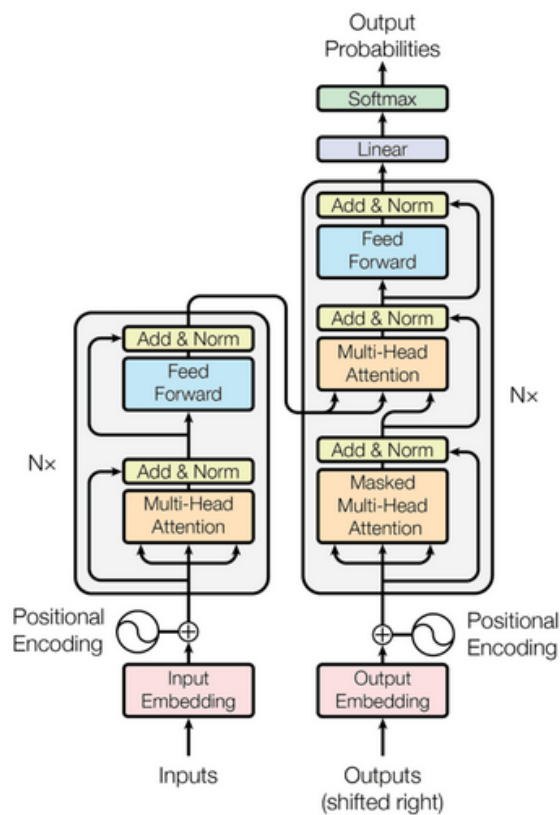 Output
Probabilities
Softmax
Linear
Add & Norm
Feed
Forward
Add & Norm
Multi-Head
Attention
Add & Norm
Masked
Multi-Head
Attention
N×
Add & Norm
Feed
Forward
Add & Norm
Multi-Head
Attention
N×
Positional
Encoding
Positional
Encoding
Input
Embedding
Output
Embedding
Inputs
Outputs
(shifted right)